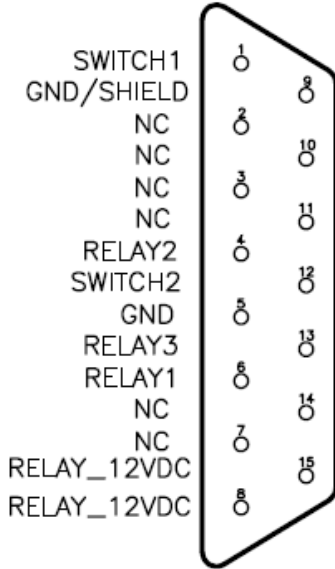 SWITCH1 1
GND/SHIELD 9
NC 2
NC 10
NC 3
NC 11
RELAY2 4
SWITCH2 12
GND 5
RELAY3 13
RELAY1 6
NC 14
NC 7
RELAY_12VDC 15
RELAY_12VDC 8